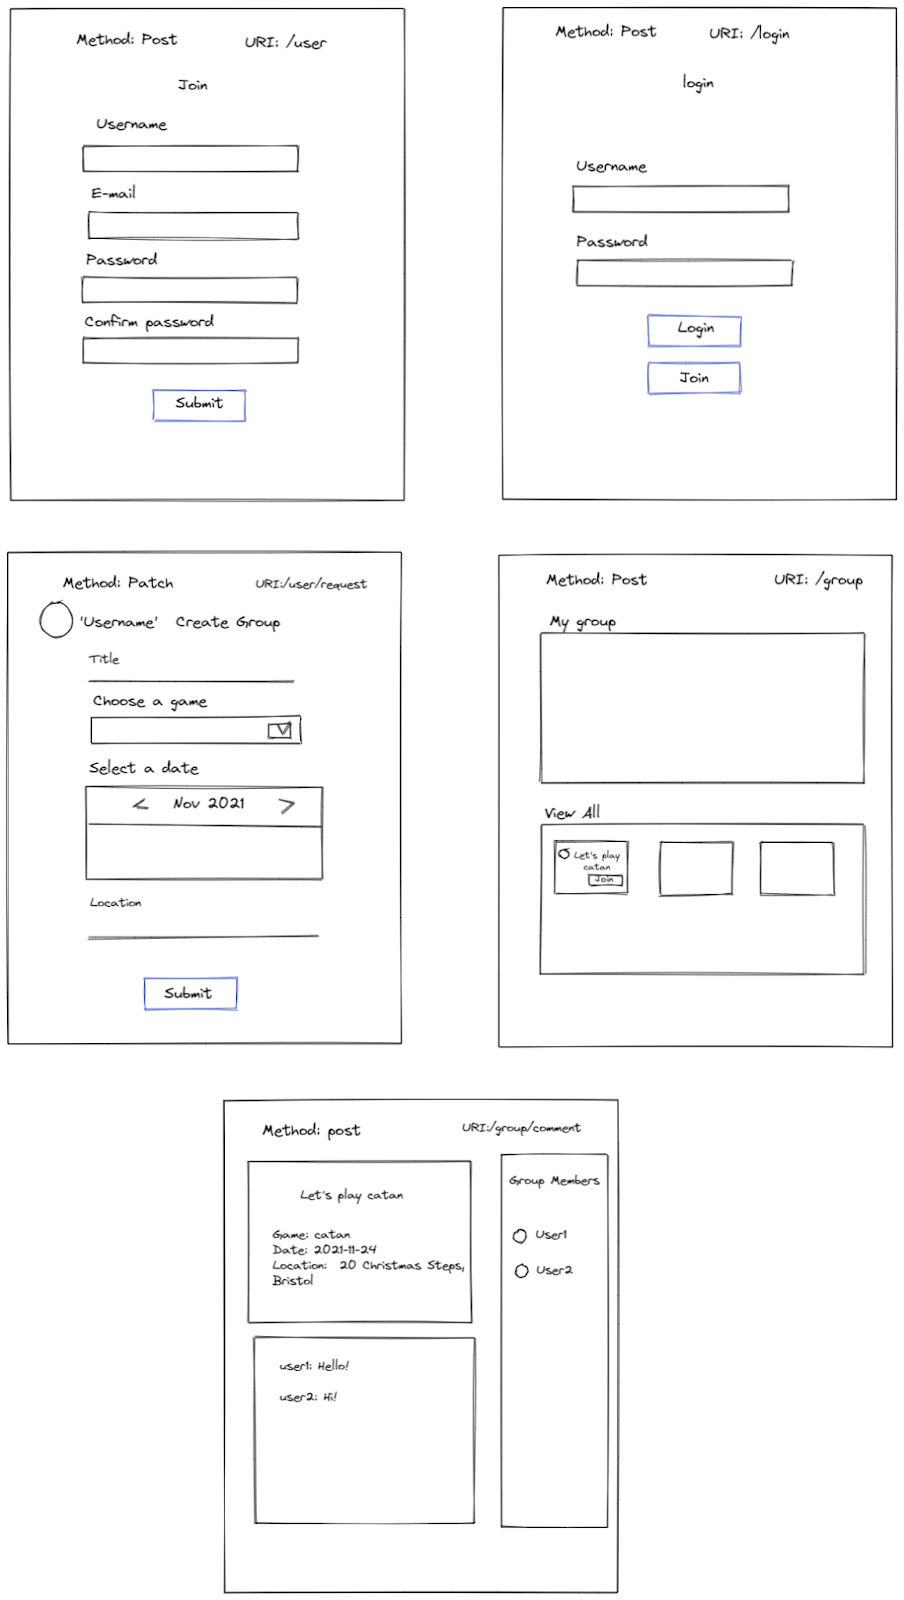 Method: Post
URI: /user
Join
Username
E-mail
Password
Confirm password
Submit
Method: Post
URI: /login
login
Username
Password
Login
Join
Method: Patch
URI:/user/request
'Username' Create Group
Title
Choose a game
Select a date
< Nov 2021 >
Location
Submit
Method: Post
URI: /group
My group
View All
Let's play
catan
Join
Method: post
URI:/group/comment
Let's play catan
Game: catan
Date: 2021-11-24
Location: 20 Christmas Steps,
Bristol
user1: Hello!
user2: Hi!
Group Members
User1
User2